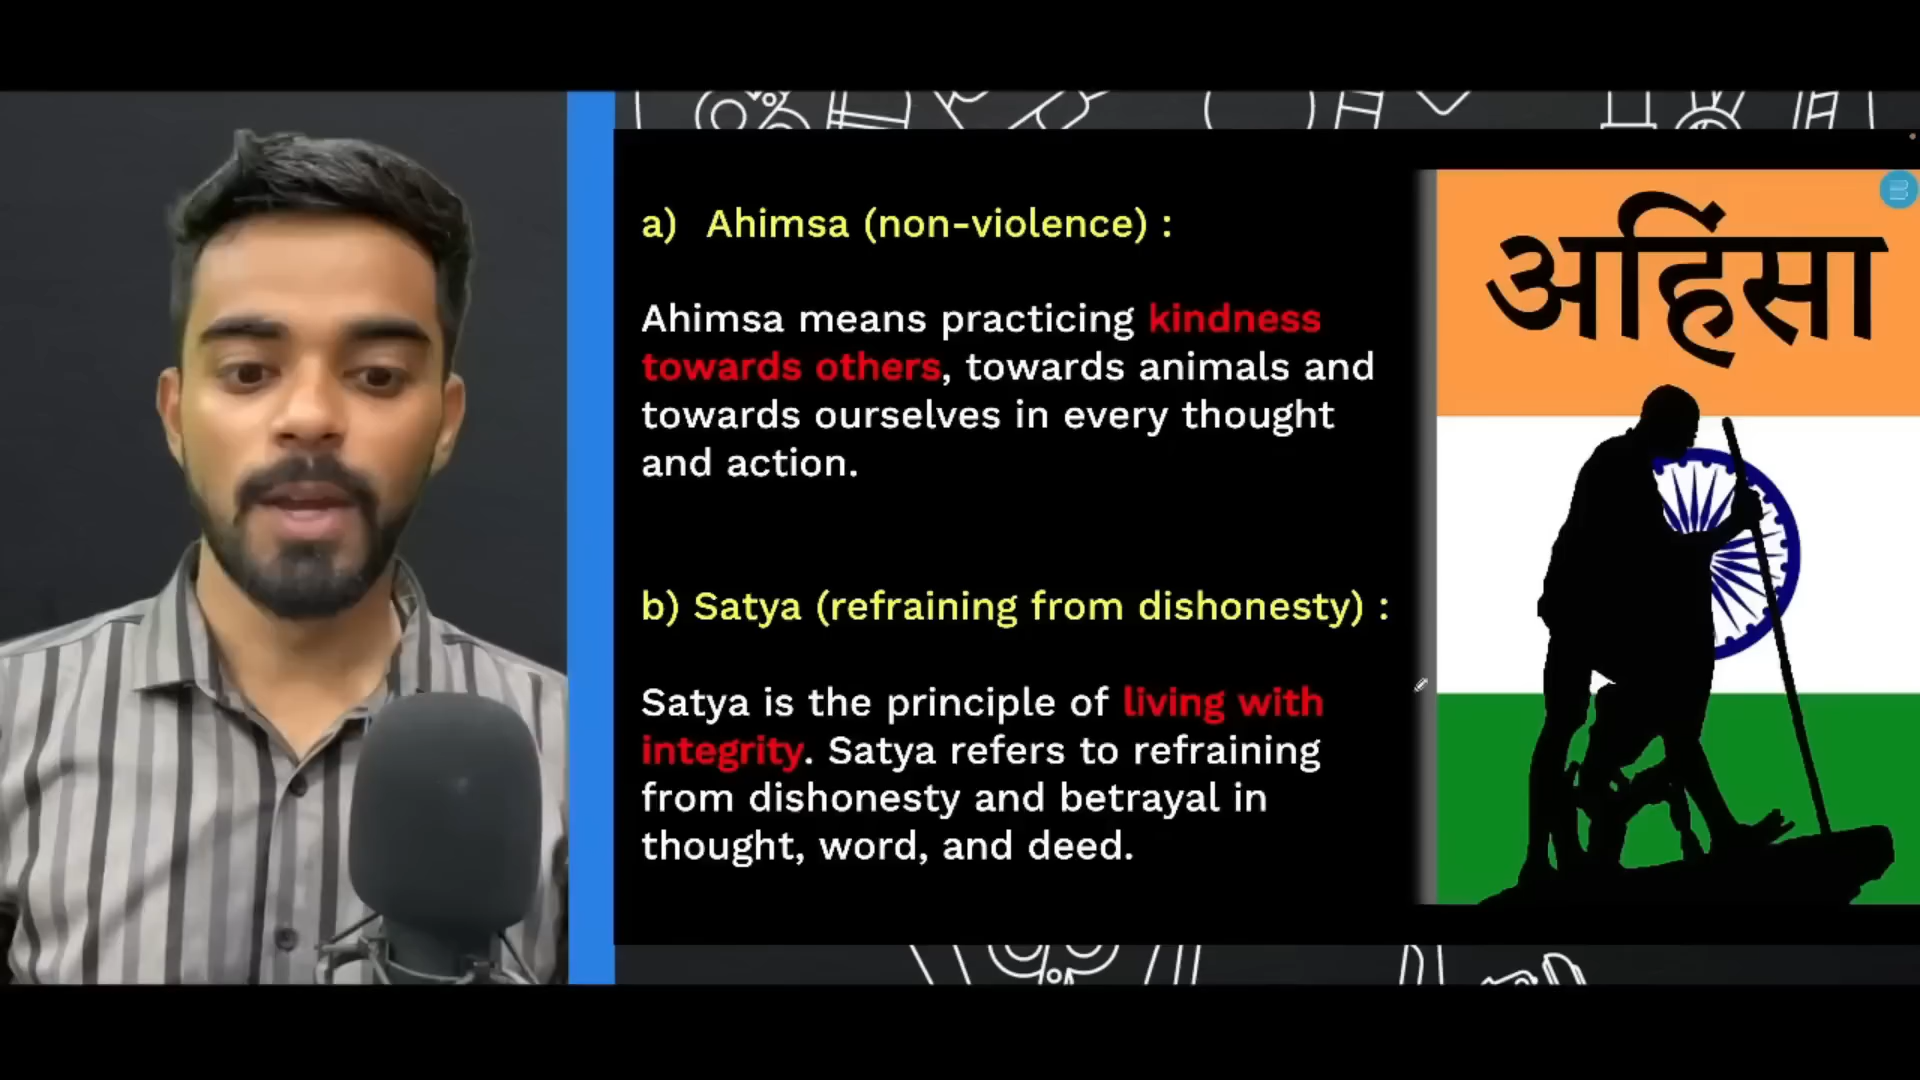 a) Ahimsa (non-violence) :
Ahimsa means practicing kindness
towards others, towards animals and
towards ourselves in every thought
and action.
b) Satya (refraining from dishonesty) :
Satya is the principle of living with
integrity. Satya refers to refraining
from dishonesty and betrayal in
thought, word, and deed.
अहिंसा